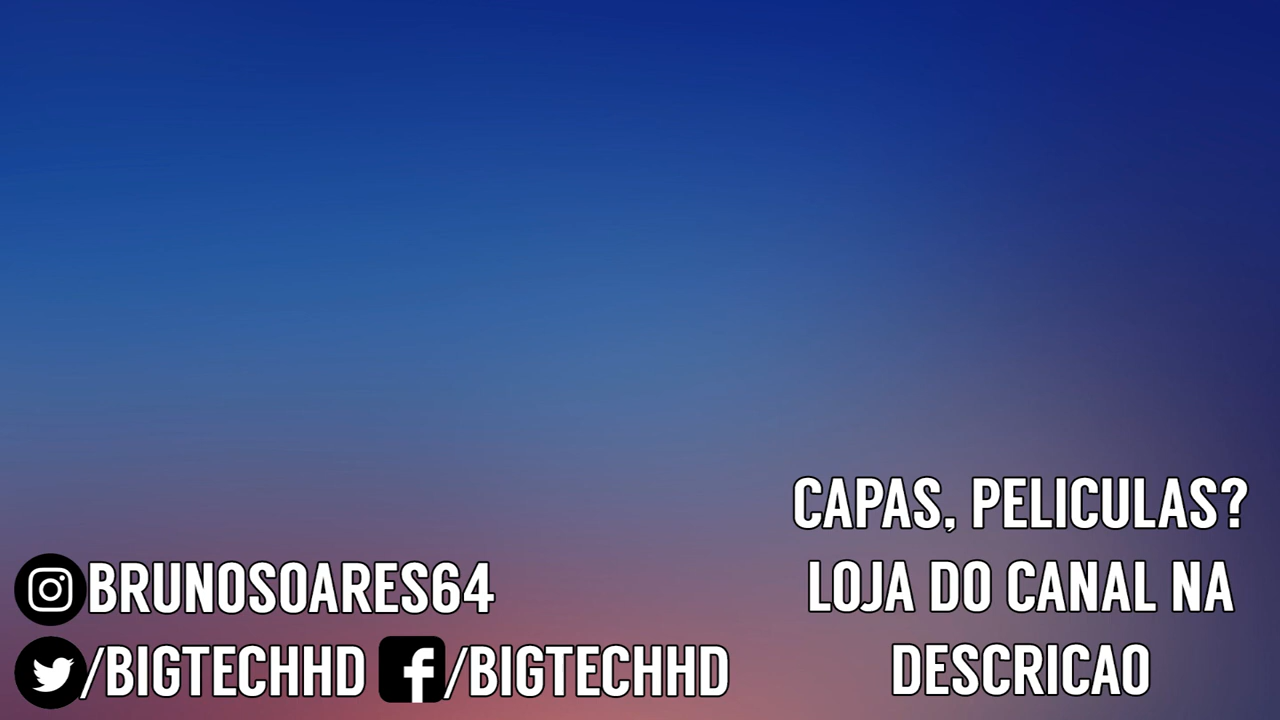 BRUNOSOARES64
/BIGTECHHD /BIGTECHHD
CAPAS, PELICULAS?
LOJA DO CANAL NA
DESCRICAO